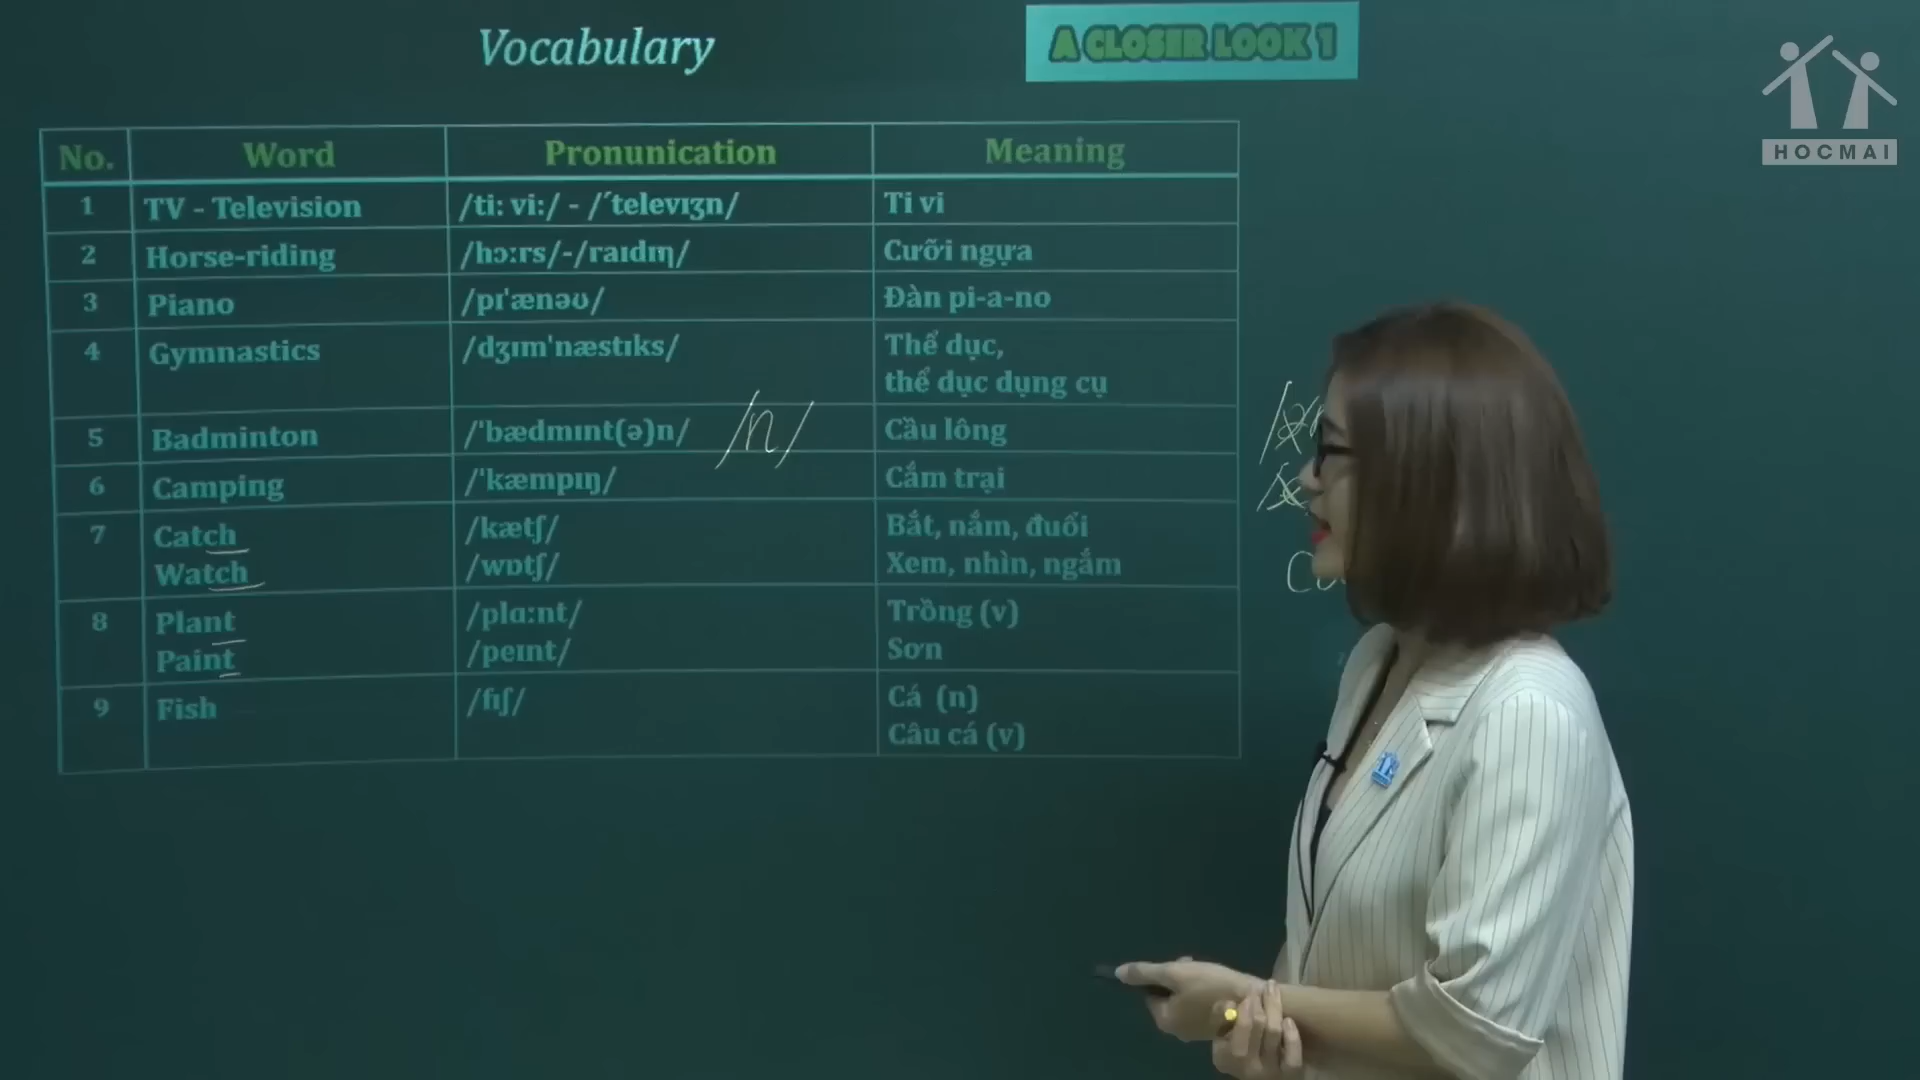 Vocabulary
A CLOSER LOOK 1
HOCMAI
No. Word Pronunication Meaning
1 TV - Television /ti: vi:/ - /ˊtelevɪʒn/ Ti vi
2 Horse-riding /hɔ:rs/-/raɪdɪŋ/ Cưỡi ngựa
3 Piano /pɪˈænəʊ/ Đàn pi-a-no
4 Gymnastics /dʒɪmˈnæstɪks/ Thể dục,
thể dục dụng cụ
5 Badminton /ˈbædmɪnt(ə)n/ /n/ Cầu lông
6 Camping /ˈkæmpɪŋ/ Cắm trại
7 Catch /kætʃ/ Bắt, nắm, đuổi
Watch /wɒtʃ/ Xem, nhìn, ngắm
8 Plant /plɑ:nt/ Trồng (v)
Paint /peɪnt/ Sơn
9 Fish /fɪʃ/ Cá (n)
Câu cá (v)